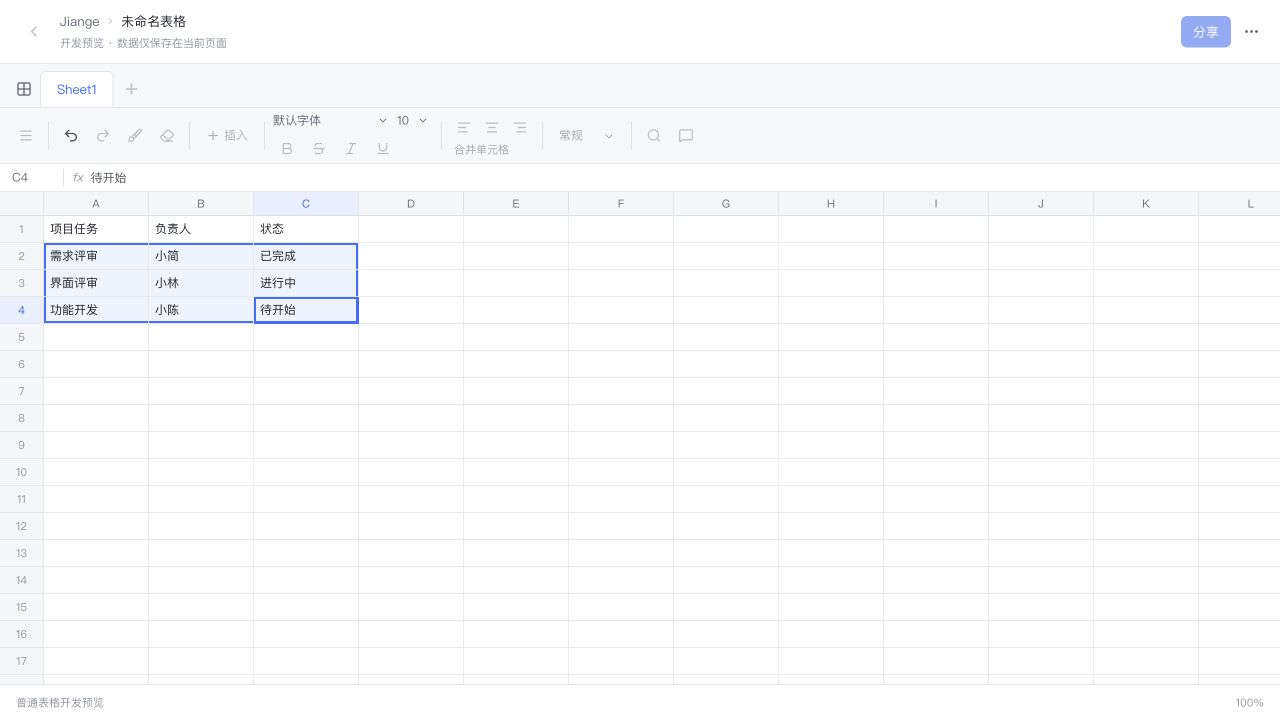 Jiange > 未命名表格
开发预览 · 数据仅保存在当前页面
分享
Sheet1
插入
默认字体 10
B S I U
合并单元格
常规
C4 fx 待开始
A B C D E F G H I J K L
1 项目任务 负责人 状态
2 需求评审 小简 已完成
3 界面评审 小林 进行中
4 功能开发 小陈 待开始
5
6
7
8
9
10
11
12
13
14
15
16
17
普通表格开发预览 100%